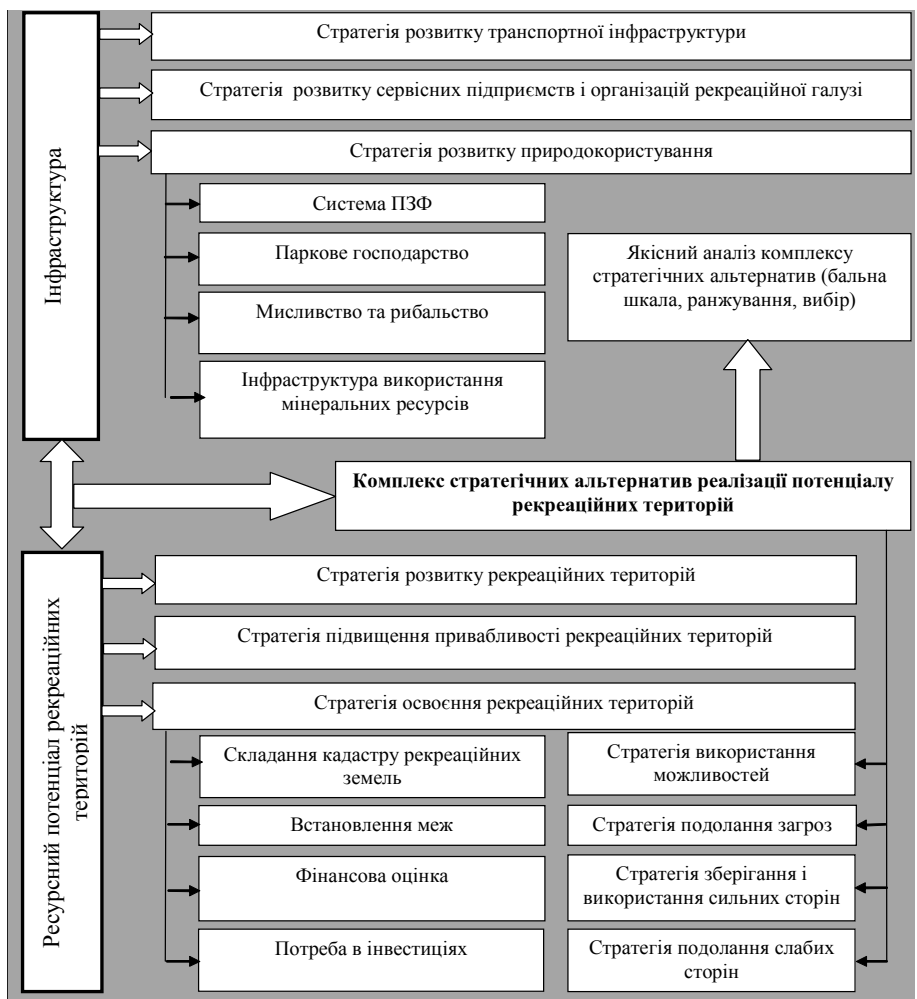 Інфраструктура
Стратегія розвитку транспортної інфраструктури
Стратегія розвитку сервісних підприємств і організацій рекреаційної галузі
Стратегія розвитку природокористування
Система ПЗФ
Паркове господарство
Мисливство та рибальство
Інфраструктура використання
мінеральних ресурсів
Якісний аналіз комплексу
стратегічних альтернатив (бальна
шкала, ранжування, вибір)
Комплекс стратегічних альтернатив реалізації потенціалу
рекреаційних територій
Ресурсний потенціал рекреаційних
територій
Стратегія розвитку рекреаційних територій
Стратегія підвищення привабливості рекреаційних територій
Стратегія освоєння рекреаційних територій
Складання кадастру рекреаційних
земель
Встановлення меж
Фінансова оцінка
Потреба в інвестиціях
Стратегія використання
можливостей
Стратегія подолання загроз
Стратегія зберігання і
використання сильних сторін
Стратегія подолання слабих
сторін